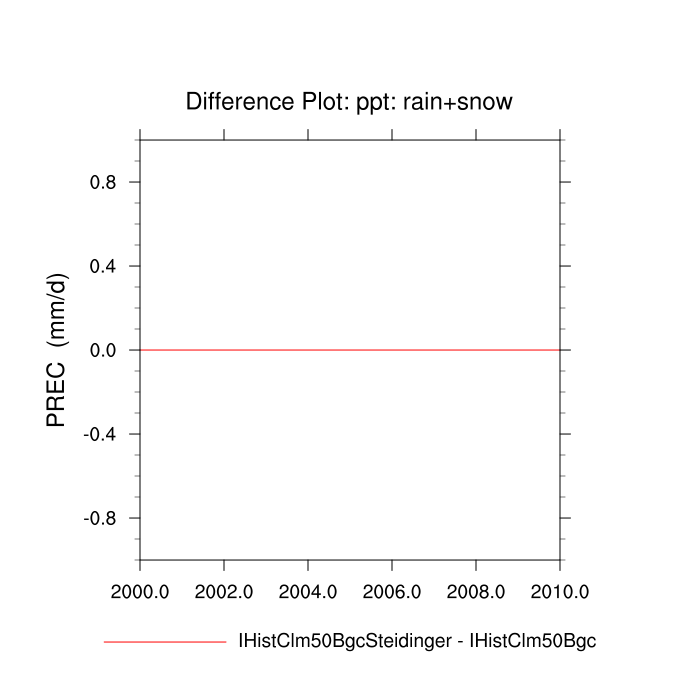 Difference Plot: ppt: rain+snow
PREC (mm/d)
0.8
0.4
0.0
-0.4
-0.8
2000.0 2002.0 2004.0 2006.0 2008.0 2010.0
IHistClm50BgcSteidinger - IHistClm50Bgc